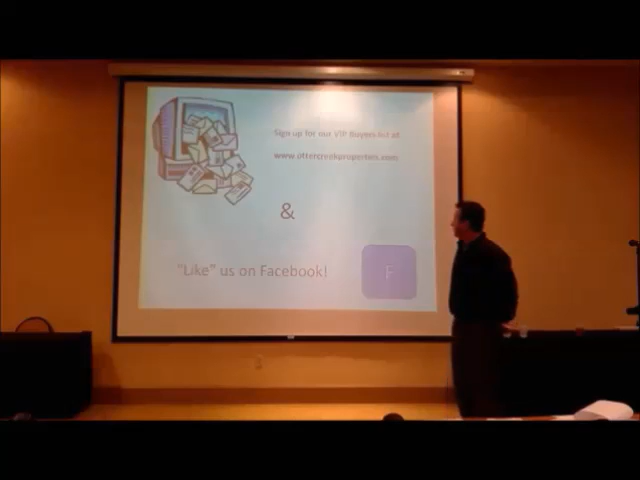 Sign up for our VIP Buyers list at
www.ottercreekproperties.com
&
"Like" us on Facebook!
F